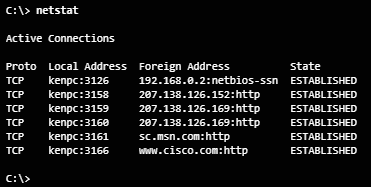 C:\> netstat
Active Connections
Proto Local Address Foreign Address State
TCP kenpc:3126 192.168.0.2:netbios-ssn ESTABLISHED
TCP kenpc:3158 207.138.126.152:http ESTABLISHED
TCP kenpc:3159 207.138.126.169:http ESTABLISHED
TCP kenpc:3160 207.138.126.169:http ESTABLISHED
TCP kenpc:3161 sc.msn.com:http ESTABLISHED
TCP kenpc:3166 www.cisco.com:http ESTABLISHED
C:\>